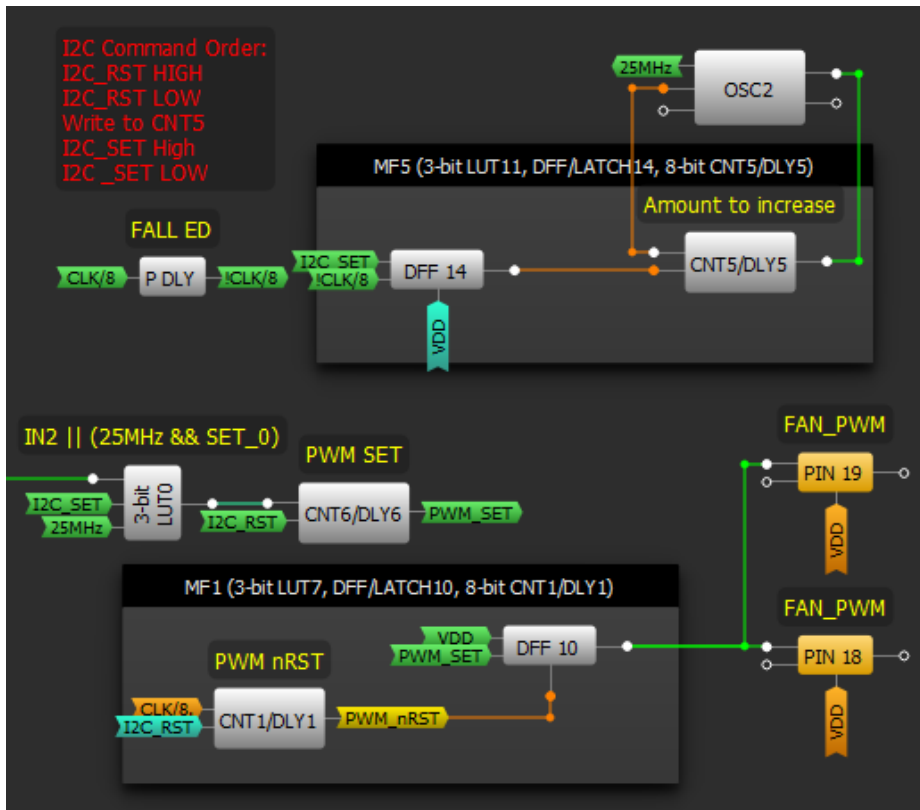 I2C Command Order:
I2C_RST HIGH
I2C_RST LOW
Write to CNT5
I2C_SET High
I2C _SET LOW
25MHz
OSC2
MF5 (3-bit LUT11, DFF/LATCH14, 8-bit CNT5/DLY5)
Amount to increase
FALL ED
CLK/8
P DLY
!CLK/8
I2C_SET
!CLK/8
DFF 14
CNT5/DLY5
VDD
IN2 || (25MHz && SET_0)
PWM SET
FAN_PWM
3-bit
LUT0
I2C_SET
25MHz
I2C_RST
CNT6/DLY6
PWM_SET
PIN 19
VDD
MF1 (3-bit LUT7, DFF/LATCH10, 8-bit CNT1/DLY1)
FAN_PWM
VDD
PWM_SET
DFF 10
PIN 18
PWM nRST
CLK/8.
I2C_RST
CNT1/DLY1
PWM_nRST
VDD